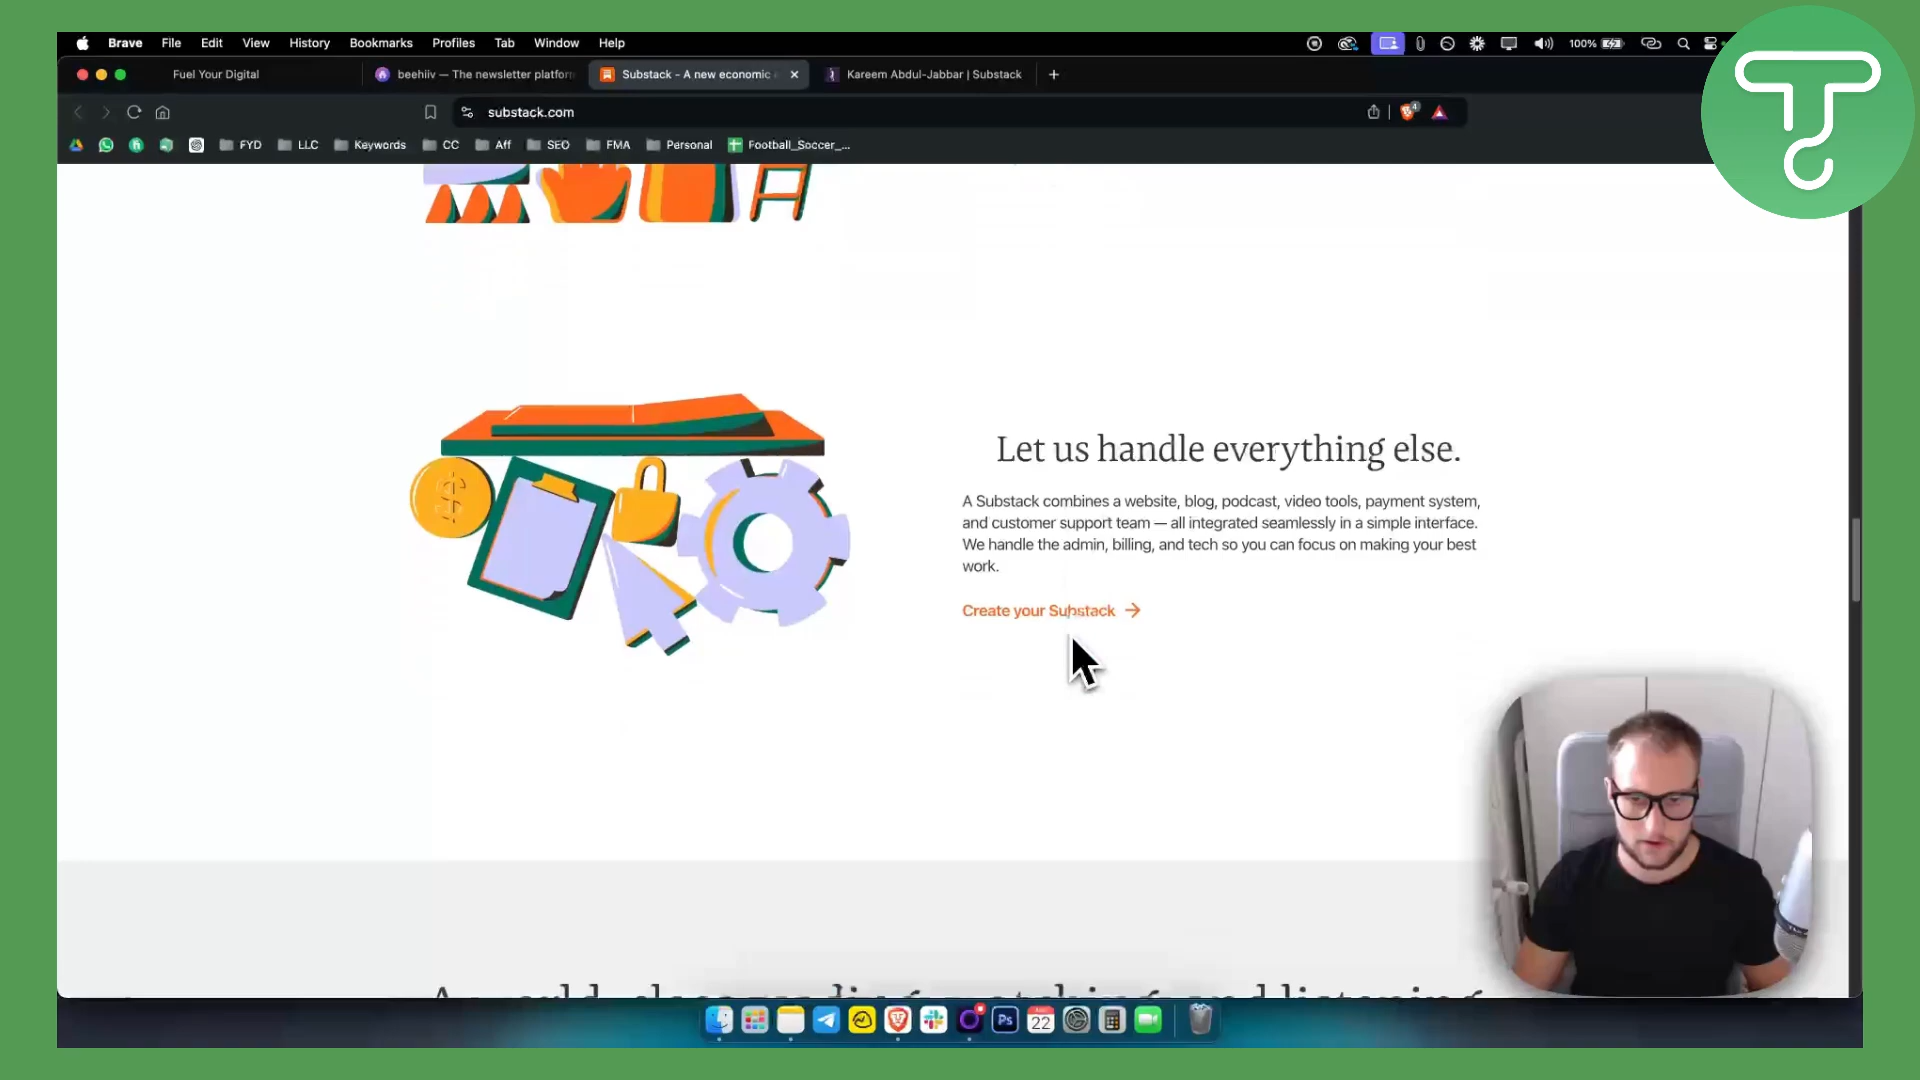 Brave File Edit View History Bookmarks Profiles Tab Window Help
100%
Fuel Your Digital
beehiiv — The newsletter platform
Substack - A new economic
Kareem Abdul-Jabbar | Substack
substack.com
4
FYD LLC Keywords CC Aff SEO FMA Personal Football_Soccer_...
Let us handle everything else.
A Substack combines a website, blog, podcast, video tools, payment system,
and customer support team — all integrated seamlessly in a simple interface.
We handle the admin, billing, and tech so you can focus on making your best
work.
Create your Substack →
$
Ps
22